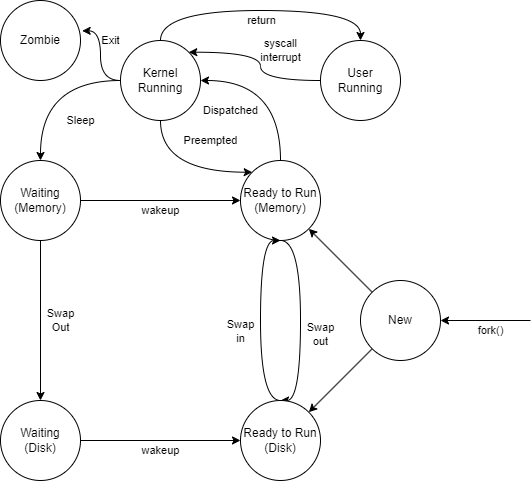 return
Zombie
Exit
syscall
interrupt
Kernel
Running
User
Running
Dispatched
Sleep
Preempted
Waiting
(Memory)
wakeup
Ready to Run
(Memory)
Swap
Out
Swap
in
Swap
out
New
fork()
Waiting
(Disk)
wakeup
Ready to Run
(Disk)